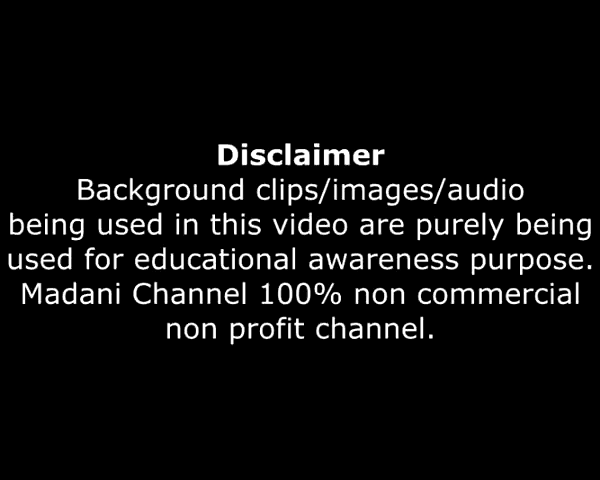 Disclaimer
Background clips/images/audio
being used in this video are purely being
used for educational awareness purpose.
Madani Channel 100% non commercial
non profit channel.